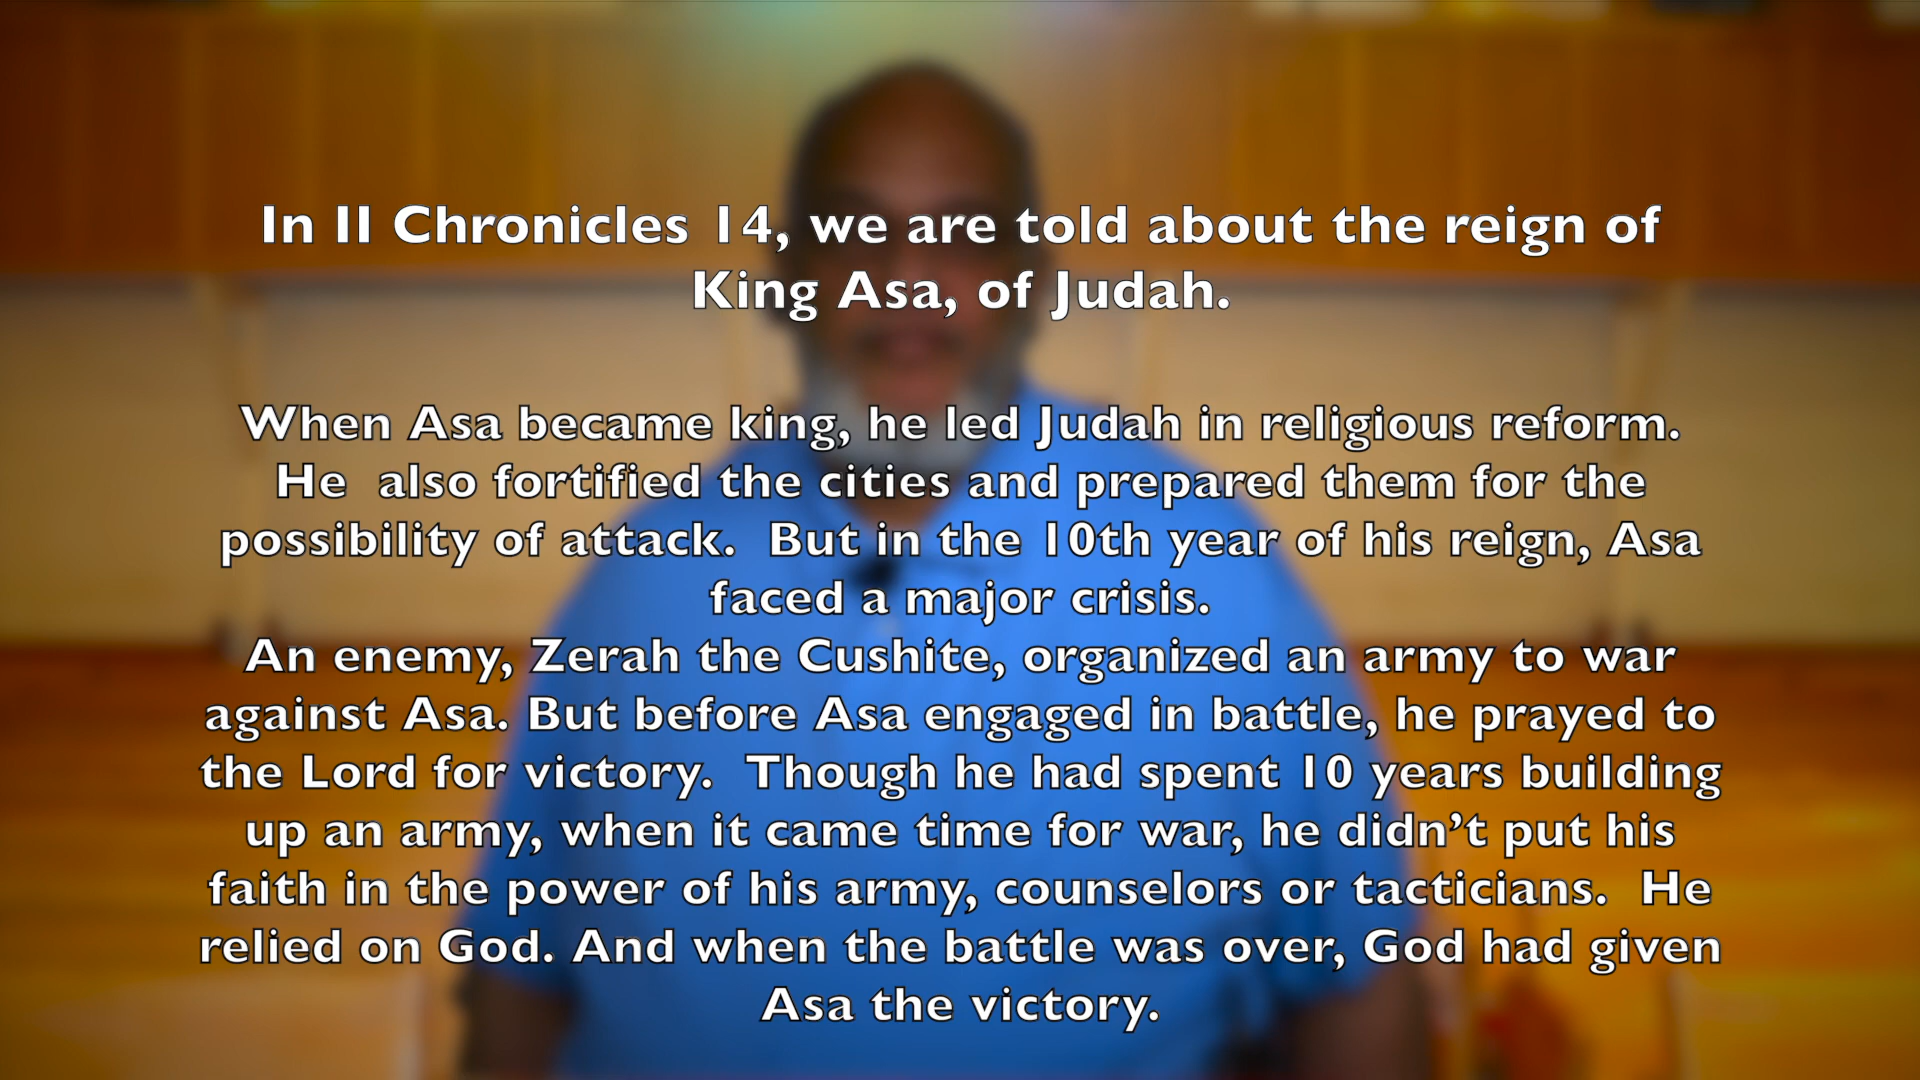 In II Chronicles 14, we are told about the reign of
King Asa, of Judah.
When Asa became king, he led Judah in religious reform.
He  also fortified the cities and prepared them for the
possibility of attack.  But in the 10th year of his reign, Asa
faced a major crisis.
An enemy, Zerah the Cushite, organized an army to war
against Asa. But before Asa engaged in battle, he prayed to
the Lord for victory.  Though he had spent 10 years building
up an army, when it came time for war, he didn’t put his
faith in the power of his army, counselors or tacticians.  He
relied on God. And when the battle was over, God had given
Asa the victory.